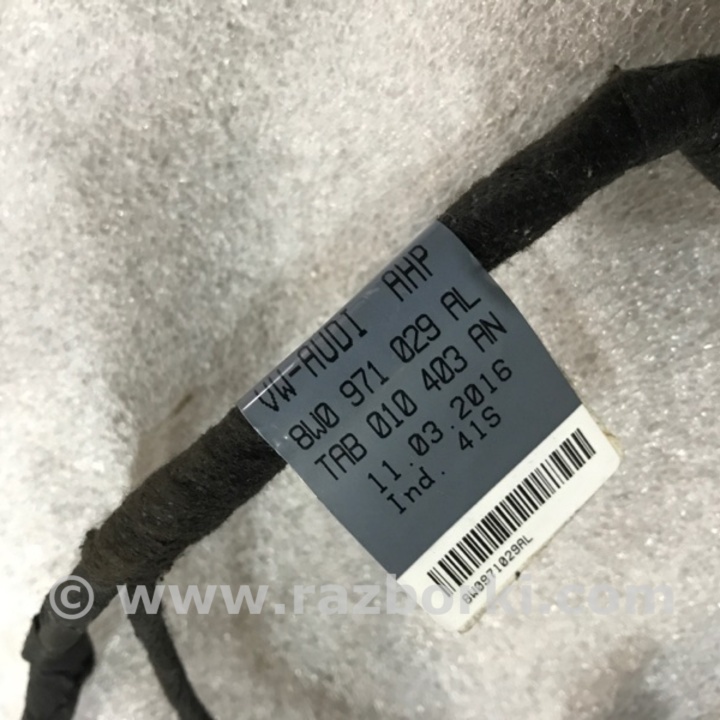 VW-AUDI AHP
8W0 971 029 AL
TAB 010 403 AN
11.03.2016
Ind. 41S
8W0971029AL
© www.razborki.com